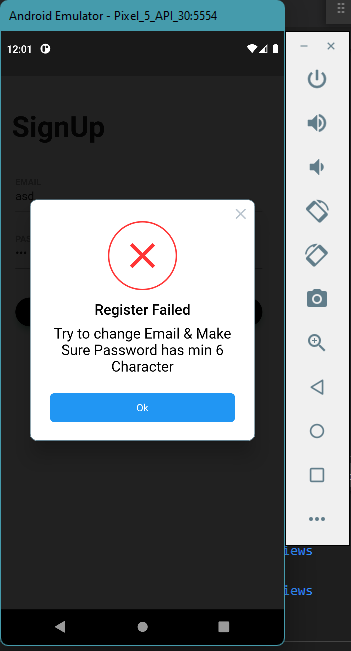 Android Emulator - Pixel_5_API_30:5554
12:01
SignUp
EMAIL
asd
PA
Register Failed
Try to change Email & Make
Sure Password has min 6
Character
Ok
iews
iews